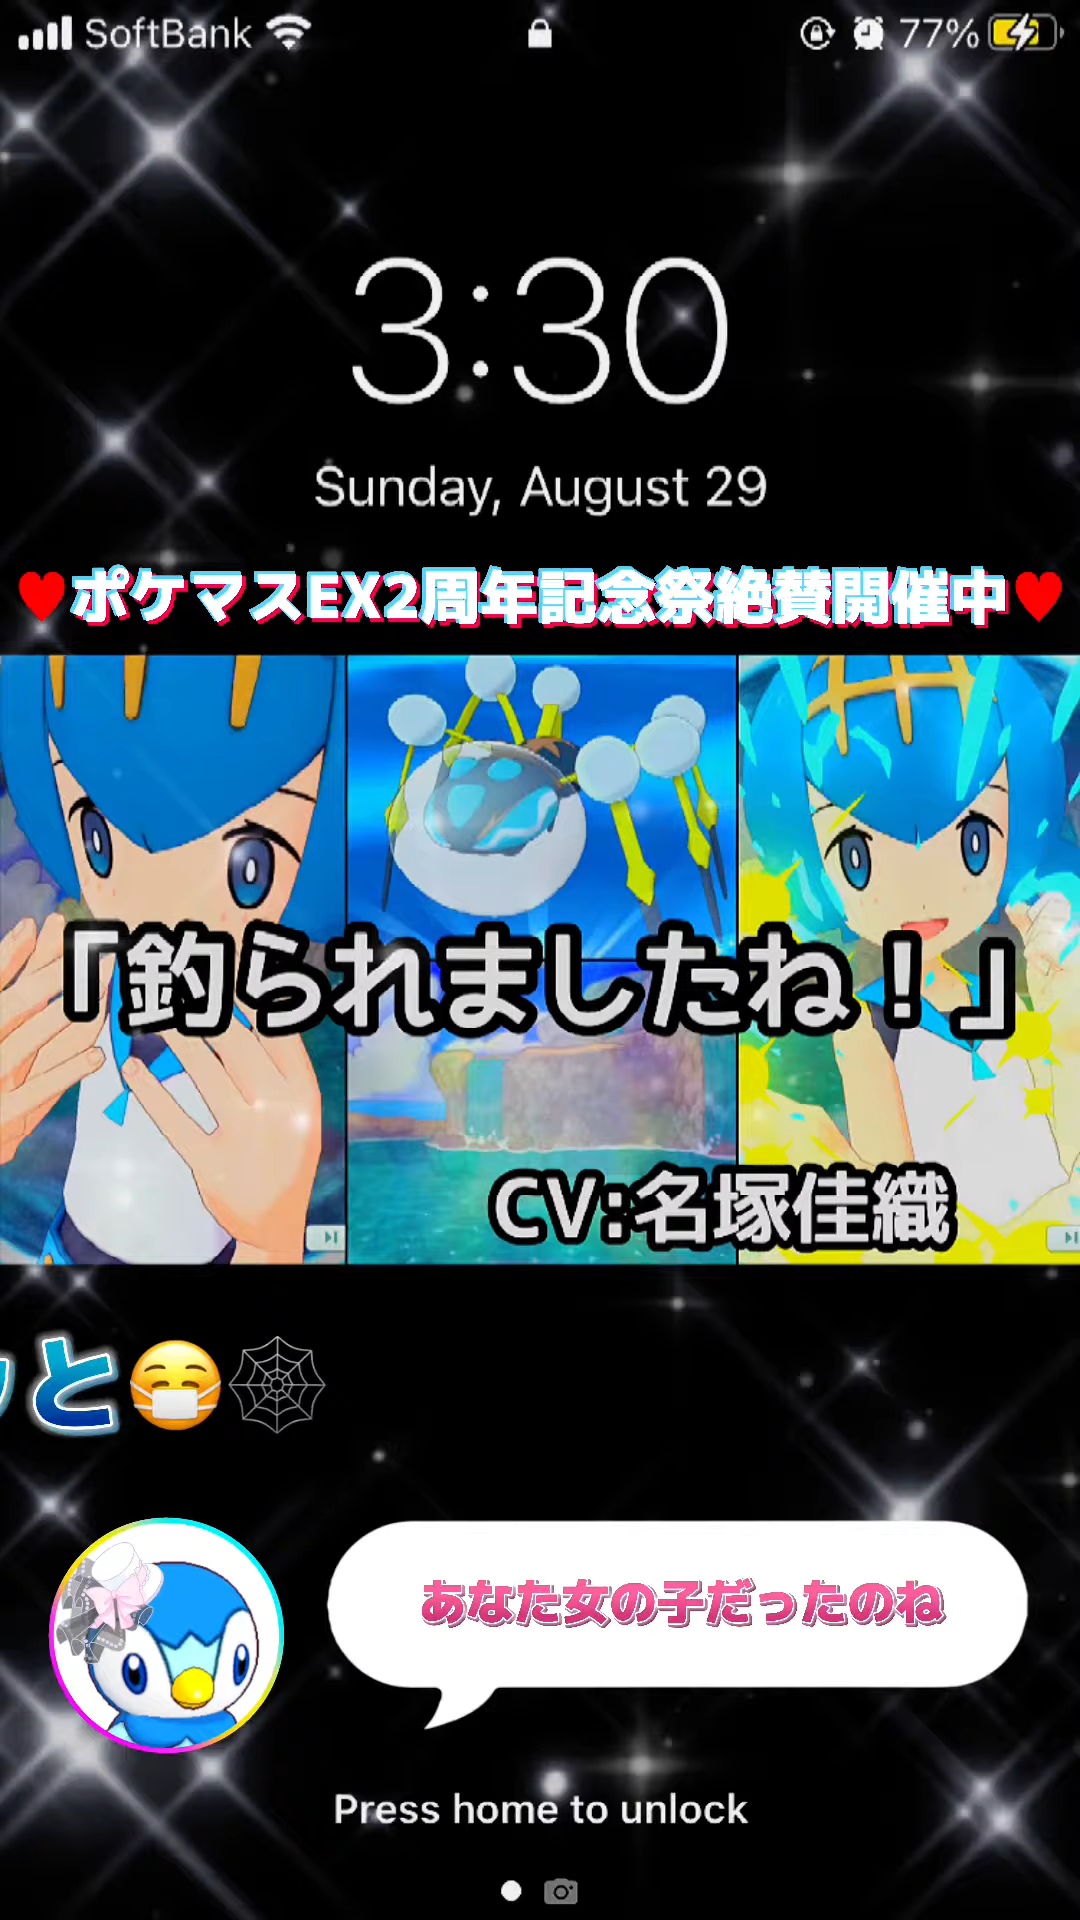 SoftBank 77%
3:30
Sunday, August 29
♥ポケマスEX2周年記念祭絶賛開催中♥
「釣られましたね！」
CV:名塚佳織
と😷🕸
あなた女の子だったのね
Press home to unlock